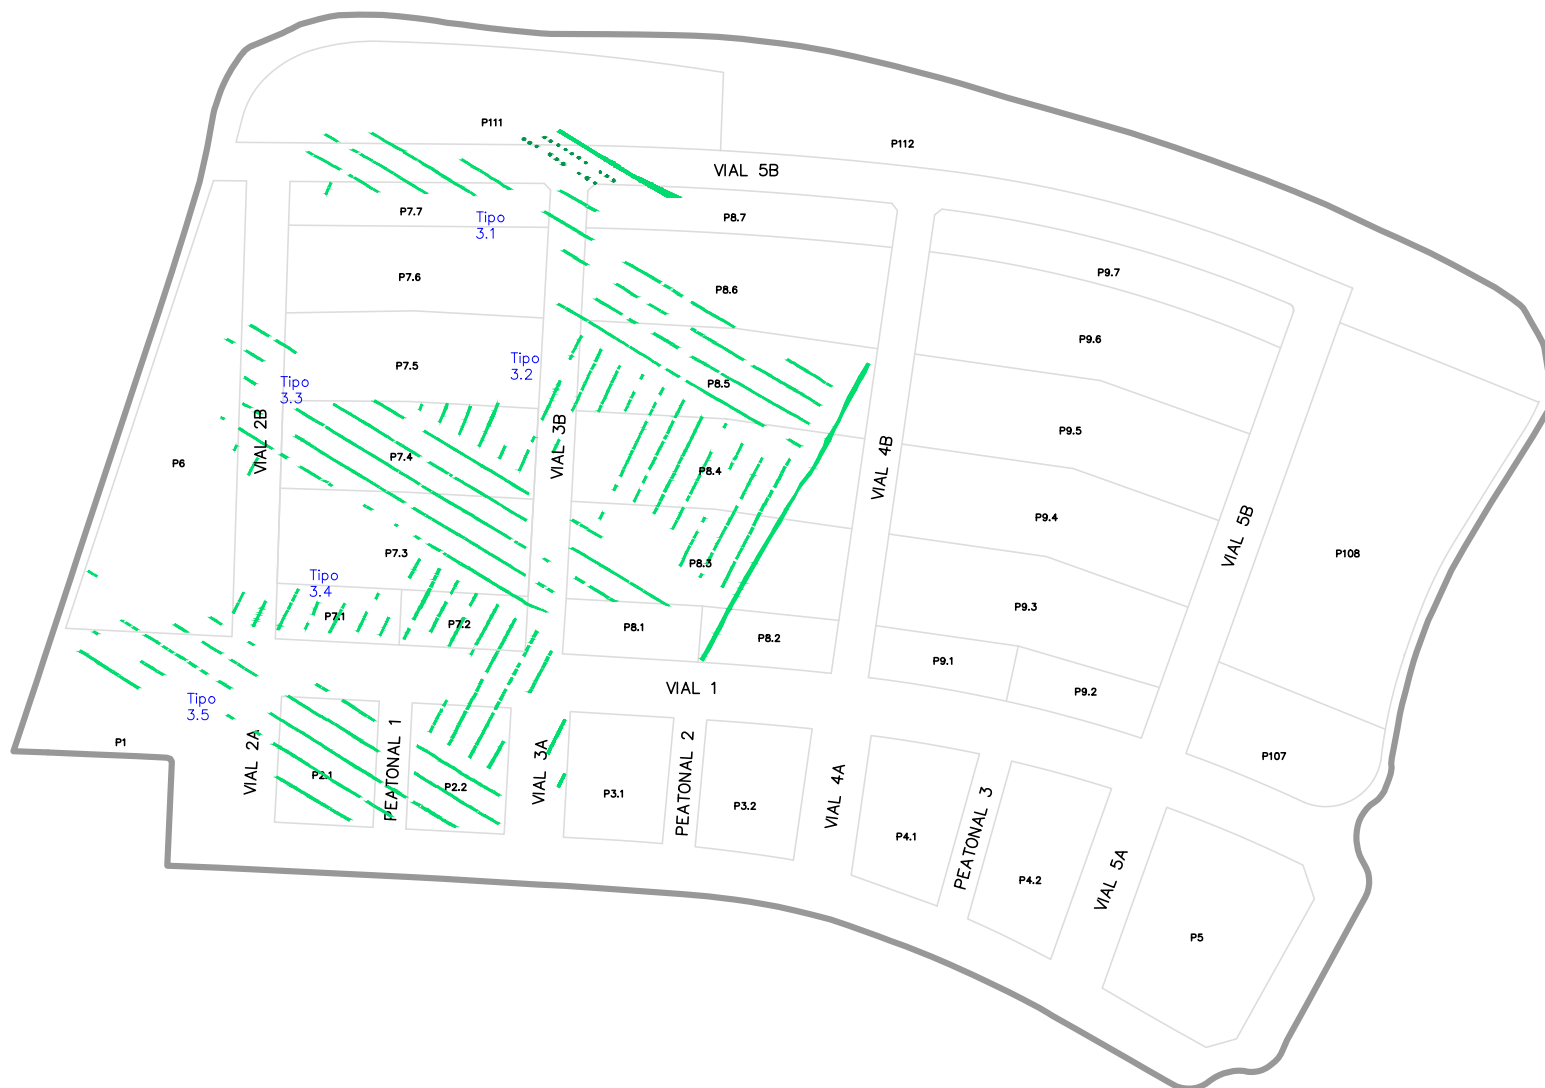 P111
P112
VIAL 5B
P7.7
Tipo
3.1
P8.7
P7.6
P8.6
P9.7
P9.6
Tipo
3.2
P7.5
P8.5
Tipo
3.3
VIAL 2B
VIAL 3B
P7.4
P8.4
VIAL 4B
P9.5
P6
P9.4
VIAL 5B
P7.3
P8.3
P108
Tipo
3.4
P7.1
P7.2
P8.1
P8.2
P9.3
P9.1
P9.2
VIAL 1
Tipo
3.5
P1
VIAL 2A
P2.1
PEATONAL 1
P2.2
VIAL 3A
P3.1
PEATONAL 2
P3.2
VIAL 4A
P4.1
PEATONAL 3
P4.2
VIAL 5A
P107
P5